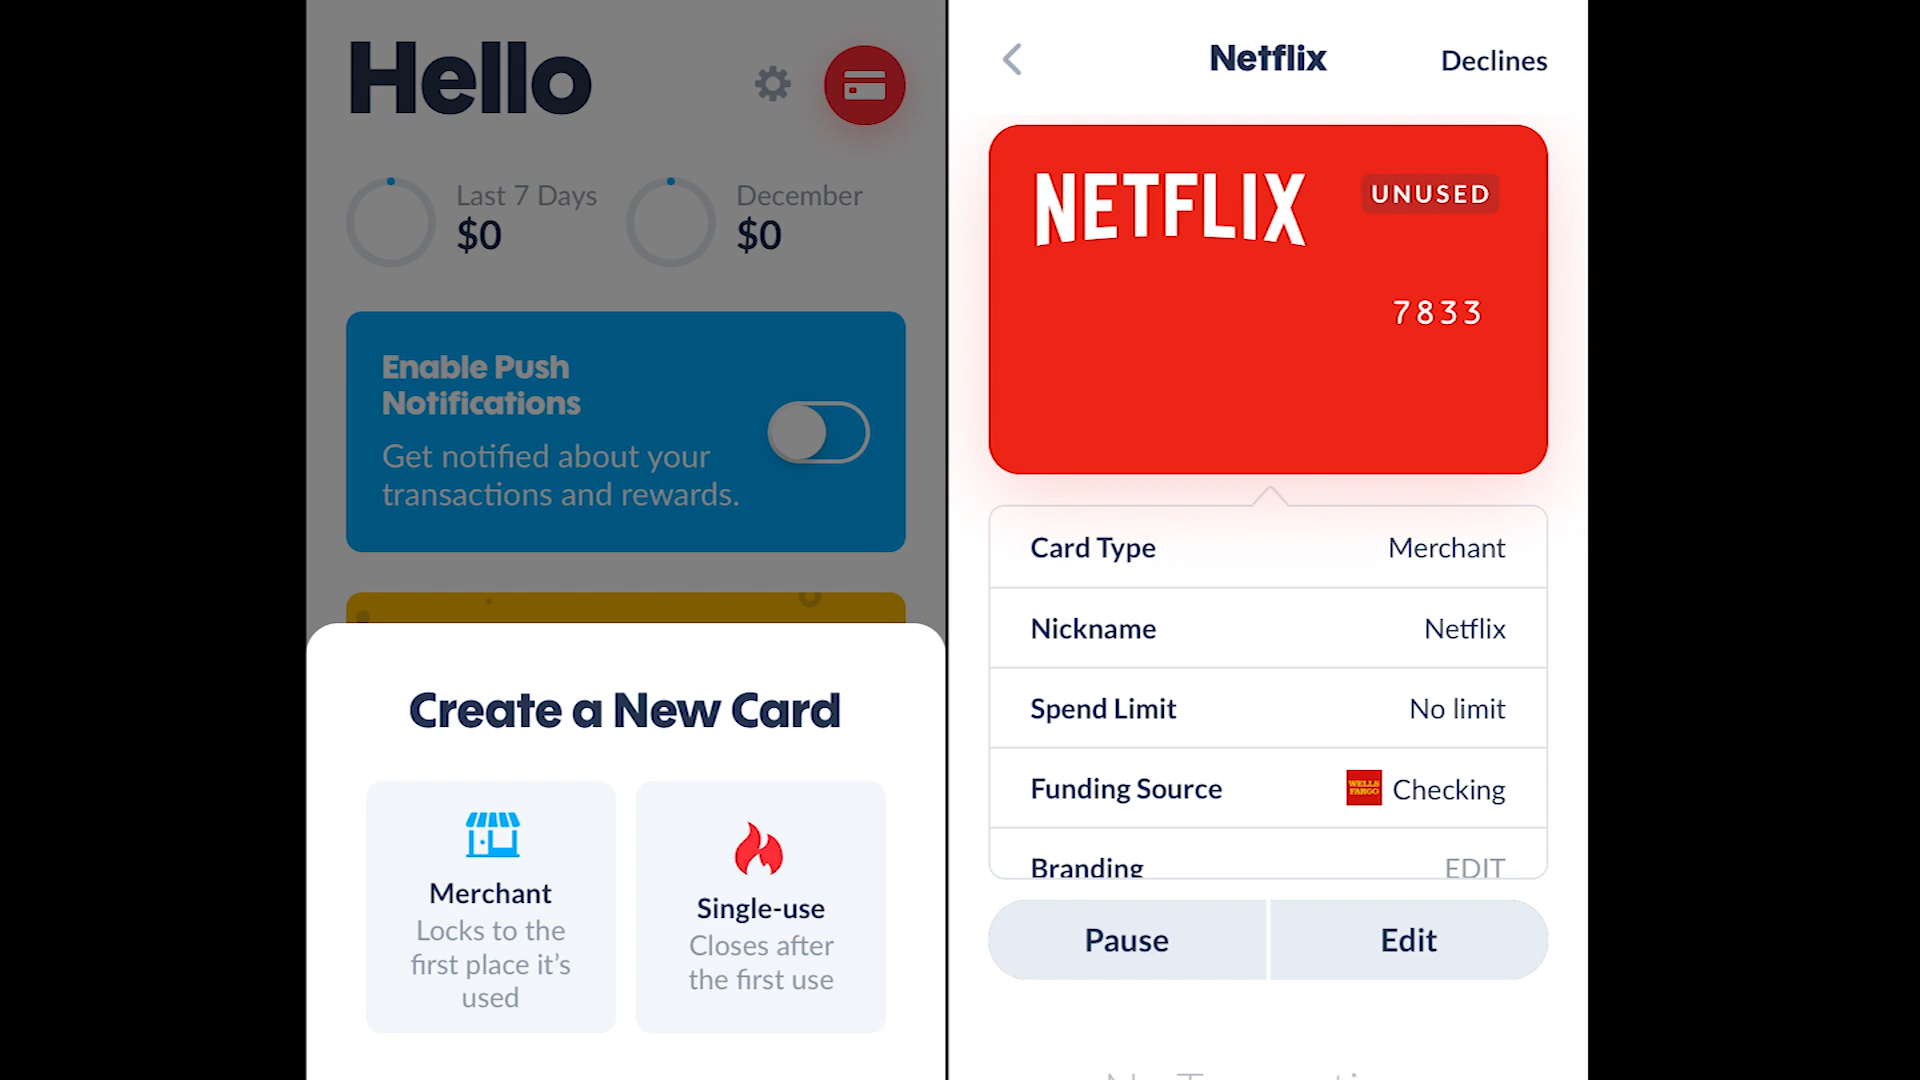 Hello
Last 7 Days
$0
December
$0
Enable Push
Notifications
Get notified about your
transactions and rewards.
Create a New Card
Merchant
Locks to the
first place it's
used
Single-use
Closes after
the first use
Netflix
Declines
NETFLIX
UNUSED
7833
Card Type
Merchant
Nickname
Netflix
Spend Limit
No limit
Funding Source
WELLS
FARGO
Checking
Branding
EDIT
Pause
Edit